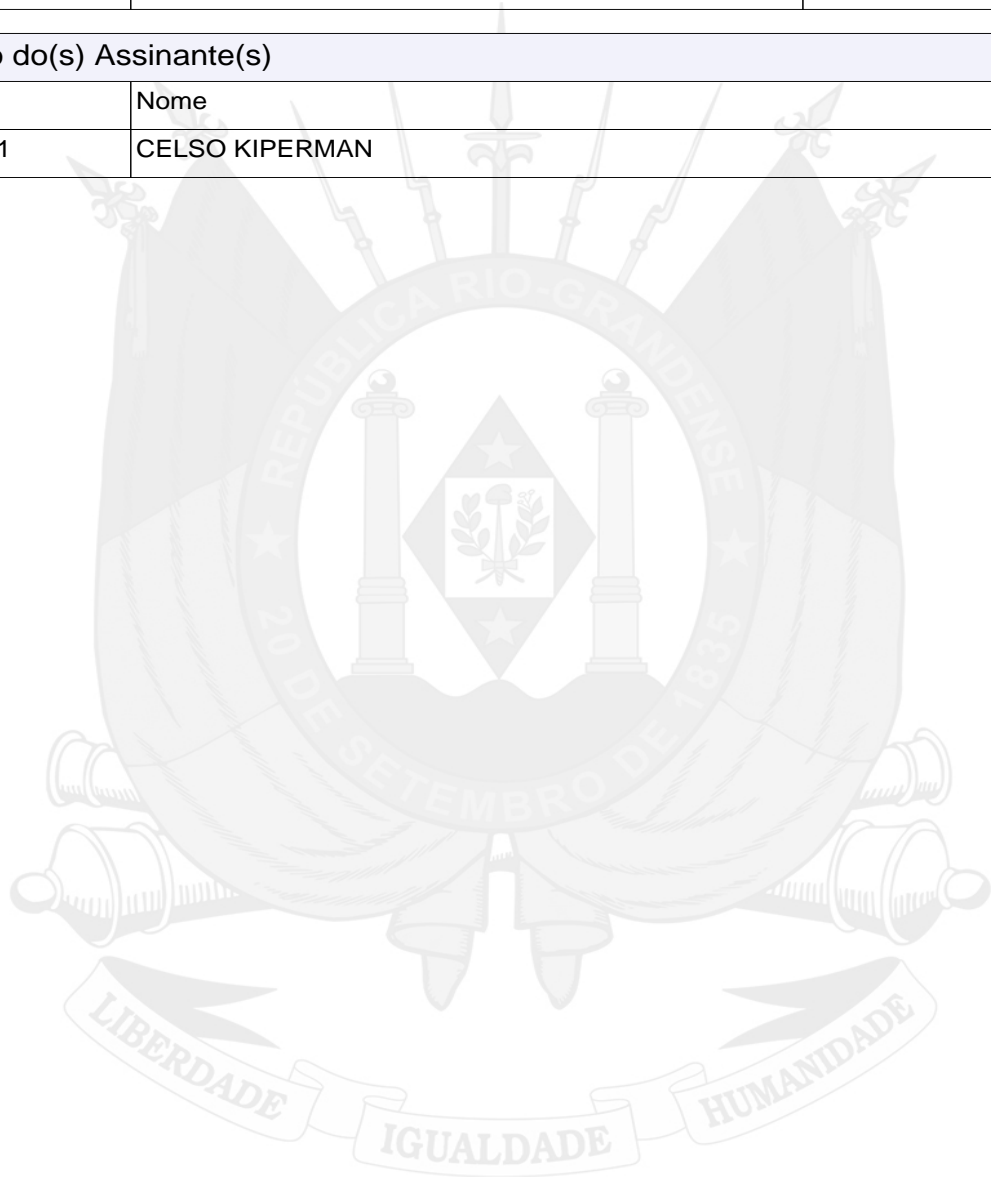 o do(s) Assinante(s)
Nome
1
CELSO KIPERMAN
REPÚBLICA RIO-GRANDENSE
20 DE SETEMBRO DE 1835
LIBERDADE
IGUALDADE
HUMANIDADE